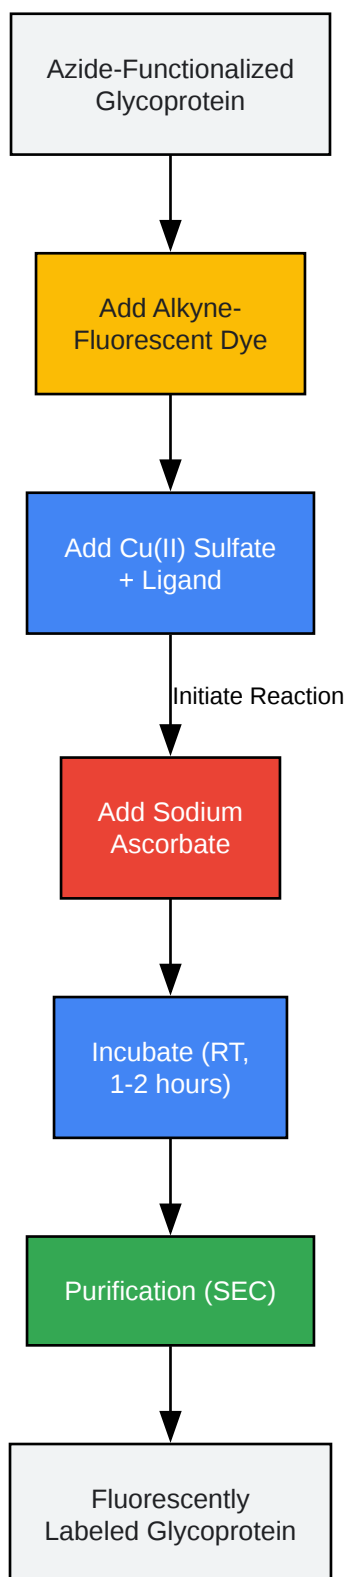 Azide-Functionalized
Glycoprotein
Add Alkyne-
Fluorescent Dye
Add Cu(II) Sulfate
+ Ligand
Initiate Reaction
Add Sodium
Ascorbate
Incubate (RT,
1-2 hours)
Purification (SEC)
Fluorescently
Labeled Glycoprotein